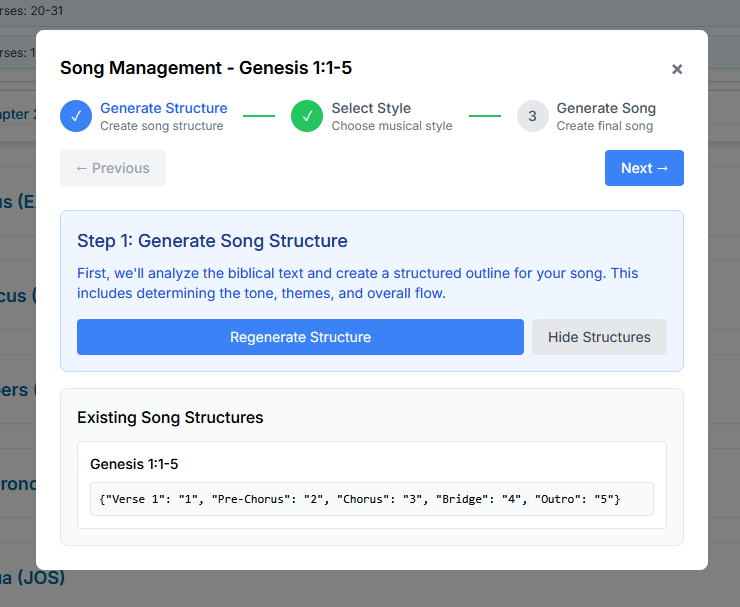 rses: 20-31
Song Management - Genesis 1:1-5
×
✓ Generate Structure
Create song structure
✓ Select Style
Choose musical style
3 Generate Song
Create final song
← Previous
Next →
Step 1: Generate Song Structure
First, we'll analyze the biblical text and create a structured outline for your song. This
includes determining the tone, themes, and overall flow.
Regenerate Structure
Hide Structures
Existing Song Structures
Genesis 1:1-5
{"Verse 1": "1", "Pre-Chorus": "2", "Chorus": "3", "Bridge": "4", "Outro": "5"}
rses: 1
apter 2
us (E
cus (
bers (
rono
ua (JOS)